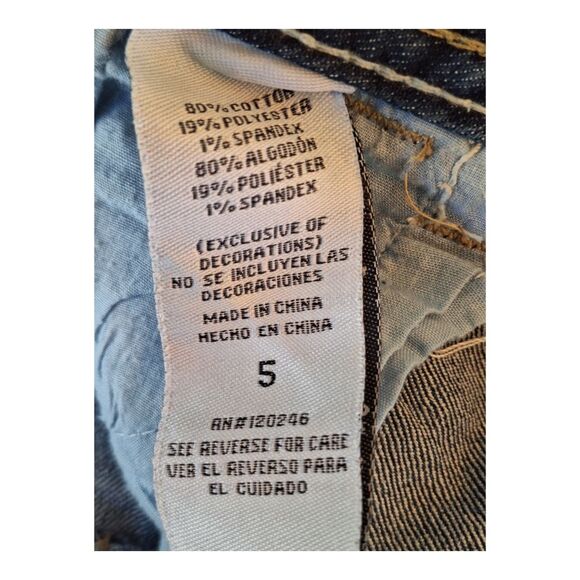 80% COTTON
19% POLYESTER
1% SPANDEX
80% ALGODÓN
19% POLIÉSTER
1% SPANDEX
(EXCLUSIVE OF
DECORATIONS)
NO SE INCLUYEN LAS
DECORACIONES
MADE IN CHINA
HECHO EN CHINA
5
RN#120246
SEE REVERSE FOR CARE
VER EL REVERSO PARA
EL CUIDADO